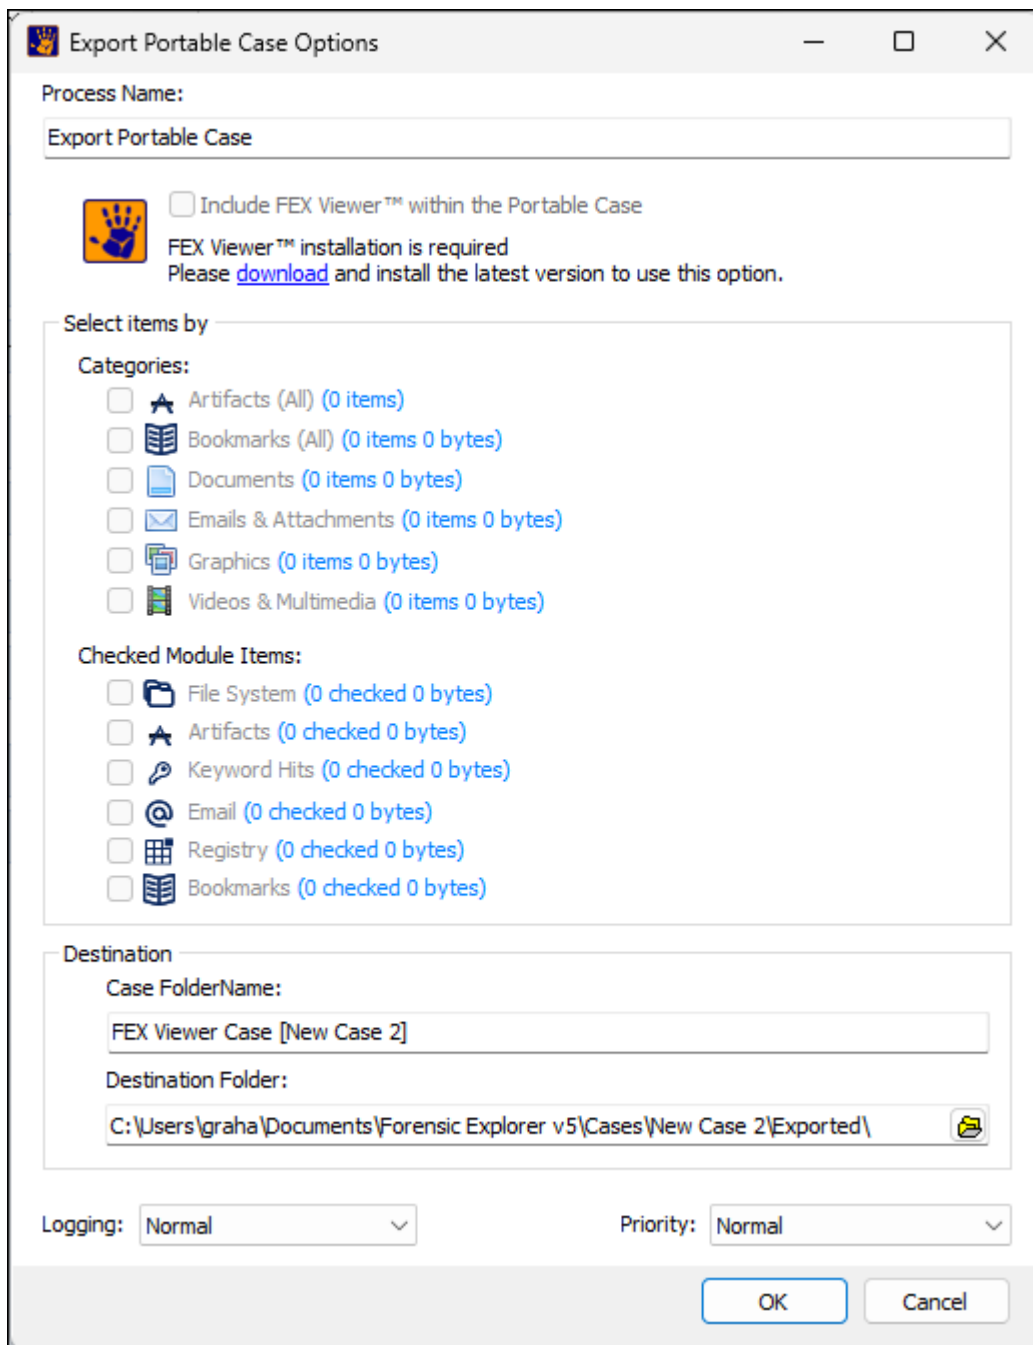 Export Portable Case Options
Process Name:
Export Portable Case
Include FEX Viewer™ within the Portable Case
FEX Viewer™ installation is required
Please download and install the latest version to use this option.
Select items by
Categories:
Artifacts (All) (0 items)
Bookmarks (All) (0 items 0 bytes)
Documents (0 items 0 bytes)
Emails & Attachments (0 items 0 bytes)
Graphics (0 items 0 bytes)
Videos & Multimedia (0 items 0 bytes)
Checked Module Items:
File System (0 checked 0 bytes)
Artifacts (0 checked 0 bytes)
Keyword Hits (0 checked 0 bytes)
Email (0 checked 0 bytes)
Registry (0 checked 0 bytes)
Bookmarks (0 checked 0 bytes)
Destination
Case FolderName:
FEX Viewer Case [New Case 2]
Destination Folder:
C:\Users\graha\Documents\Forensic Explorer v5\Cases\New Case 2\Exported\
Logging: Normal Priority: Normal
OK Cancel